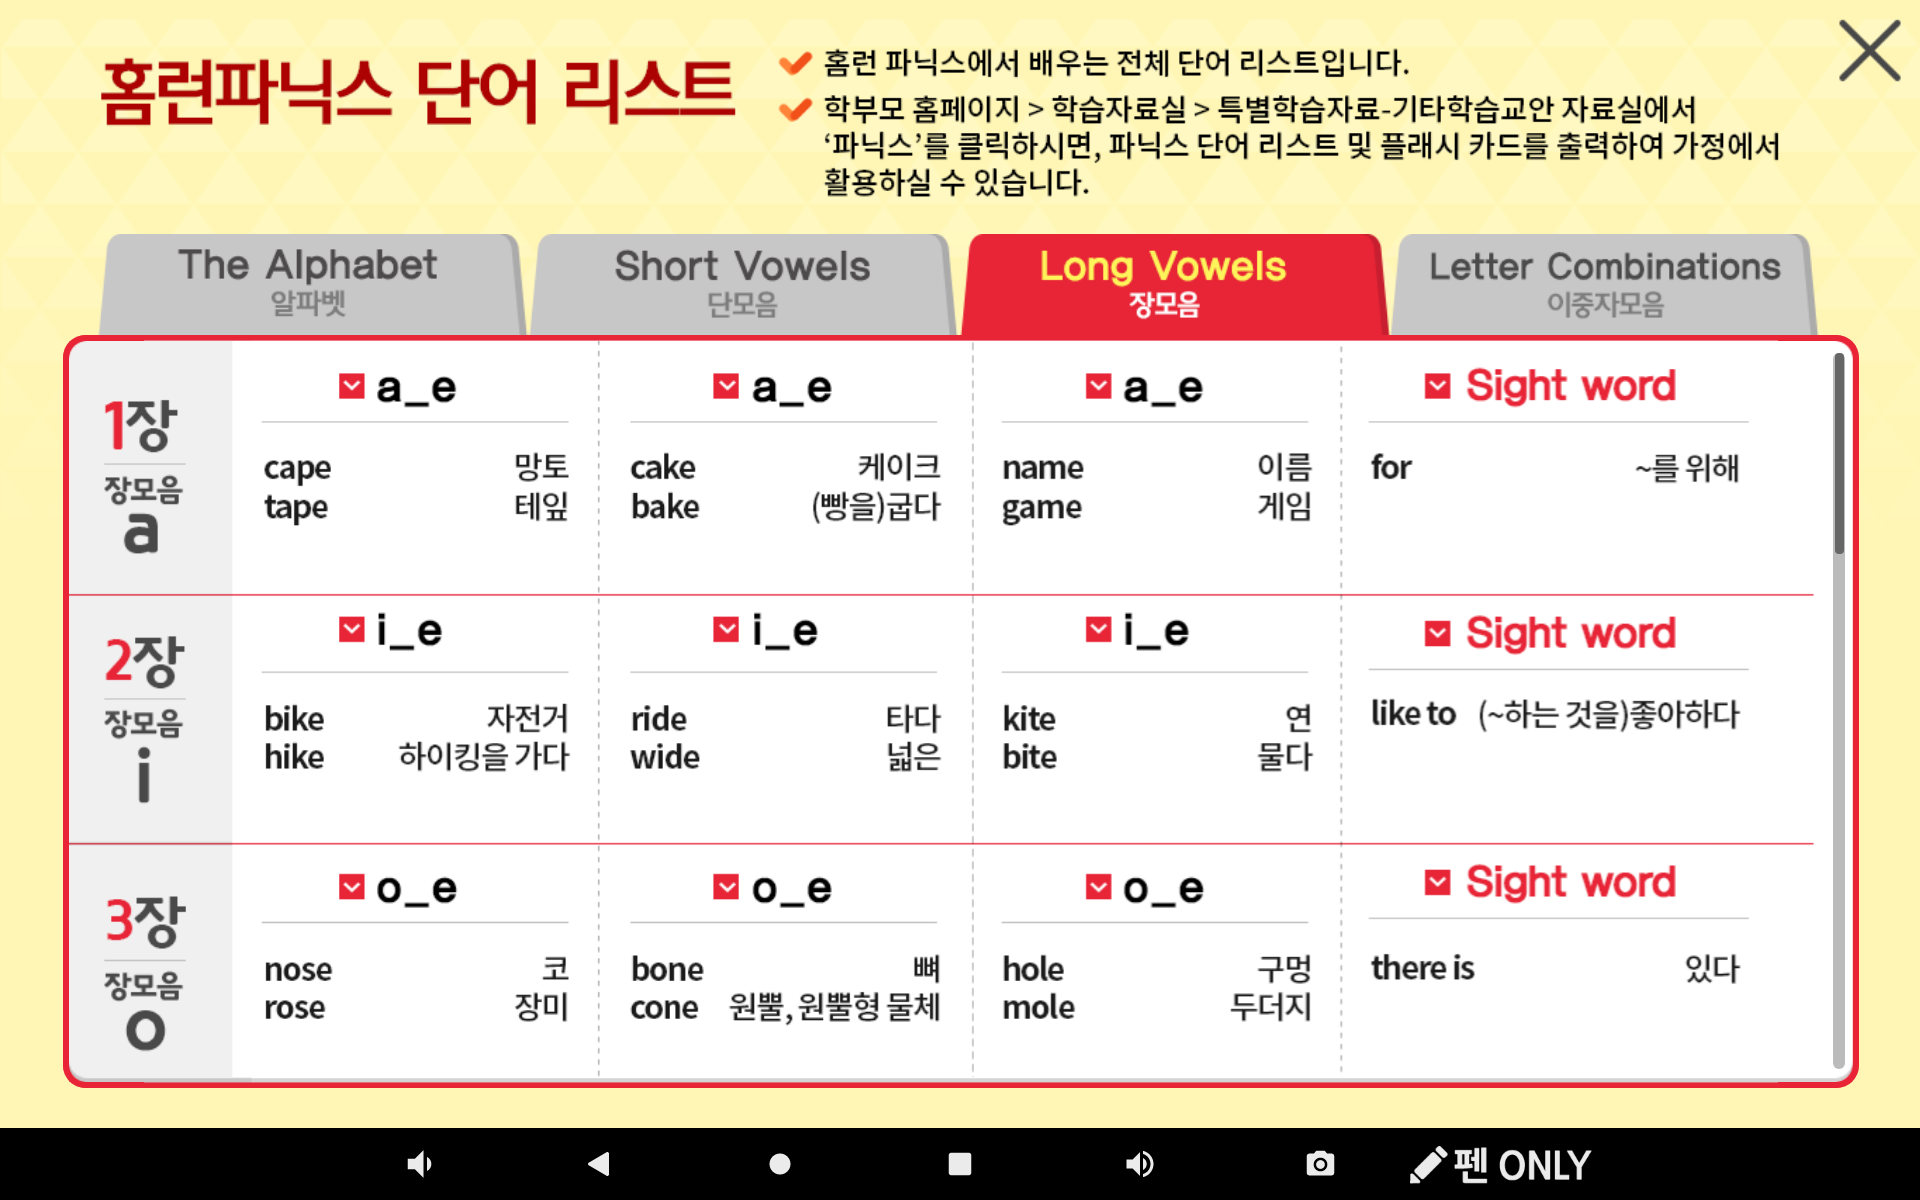 홈런파닉스 단어 리스트
홈런 파닉스에서 배우는 전체 단어 리스트입니다.
학부모 홈페이지 > 학습자료실 > 특별학습자료-기타학습교안 자료실에서
‘파닉스’를 클릭하시면, 파닉스 단어 리스트 및 플래시 카드를 출력하여 가정에서
활용하실 수 있습니다.
The Alphabet
알파벳
Short Vowels
단모음
Long Vowels
장모음
Letter Combinations
이중자모음
1장
장모음
a
a_e
cape 망토
tape 테잎
a_e
cake 케이크
bake (빵을)굽다
a_e
name 이름
game 게임
Sight word
for ~를 위해
2장
장모음
i
i_e
bike 자전거
hike 하이킹을 가다
i_e
ride 타다
wide 넓은
i_e
kite 연
bite 물다
Sight word
like to (~하는 것을)좋아하다
3장
장모음
o
o_e
nose 코
rose 장미
o_e
bone 뼈
cone 원뿔, 원뿔형 물체
o_e
hole 구멍
mole 두더지
Sight word
there is 있다
펜 ONLY